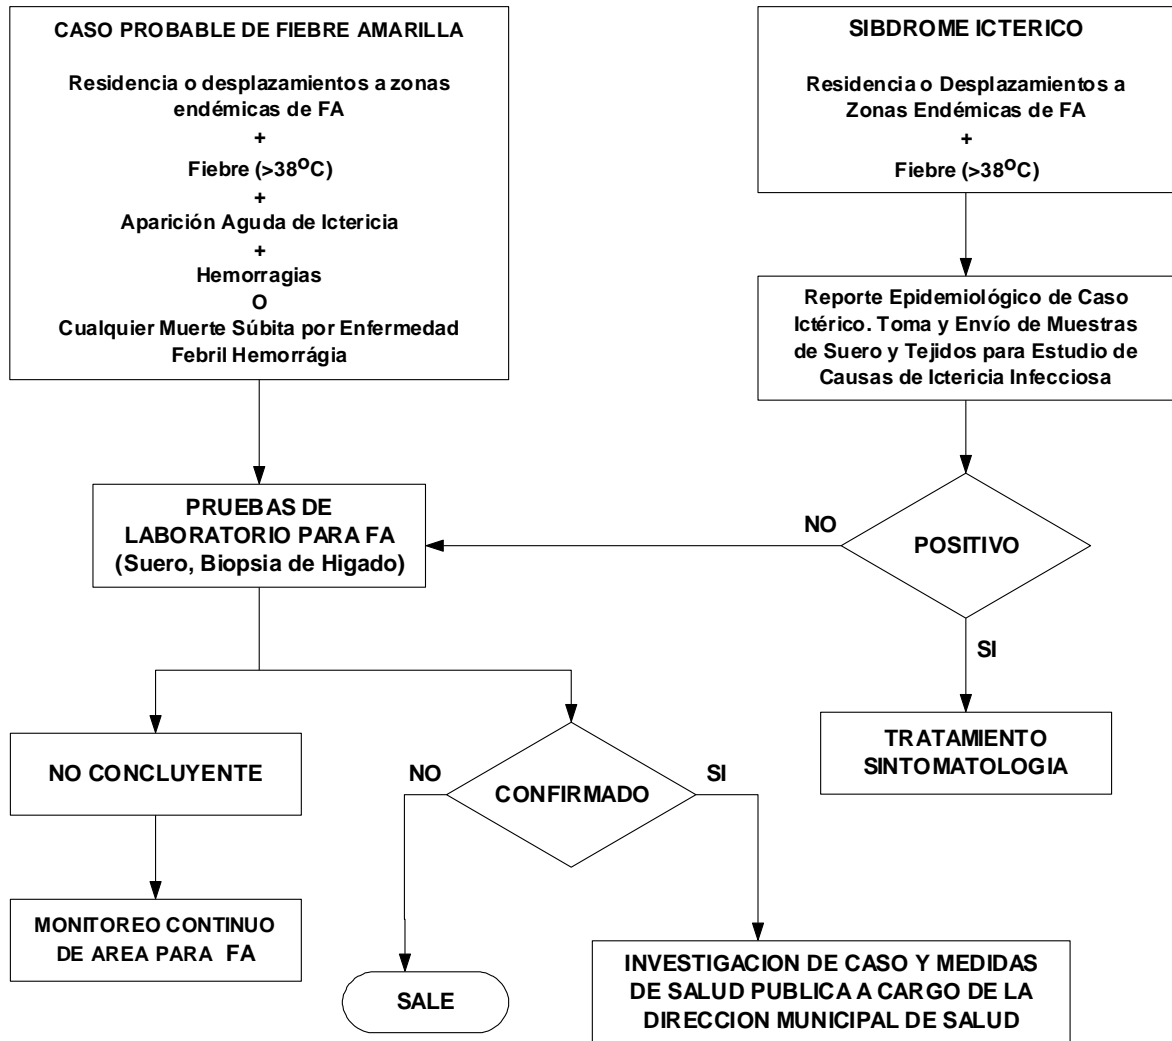 CASO PROBABLE DE FIEBRE AMARILLA
Residencia o desplazamientos a zonas
endémicas de FA
+
Fiebre (>38ºC)
+
Aparición Aguda de Ictericia
+
Hemorragias
O
Cualquier Muerte Súbita por Enfermedad
Febril Hemorrágia
SIBDROME ICTERICO
Residencia o Desplazamientos a
Zonas Endémicas de FA
+
Fiebre (>38ºC)
Reporte Epidemiológico de Caso
Ictérico. Toma y Envío de Muestras
de Suero y Tejidos para Estudio de
Causas de Ictericia Infecciosa
PRUEBAS DE
LABORATORIO PARA FA
(Suero, Biopsia de Higado)
NO
POSITIVO
SI
TRATAMIENTO
SINTOMATOLOGIA
NO CONCLUYENTE
NO
CONFIRMADO
SI
MONITOREO CONTINUO
DE AREA PARA FA
SALE
INVESTIGACION DE CASO Y MEDIDAS
DE SALUD PUBLICA A CARGO DE LA
DIRECCION MUNICIPAL DE SALUD